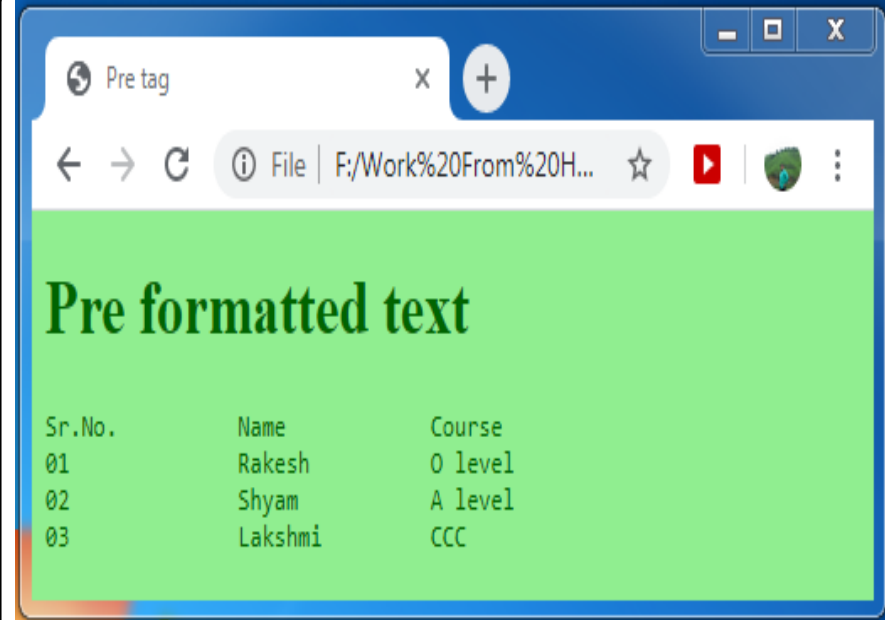 Pre tag
File F:/Work%20From%20H...
Pre formatted text
Sr.No. Name Course
01 Rakesh O level
02 Shyam A level
03 Lakshmi CCC